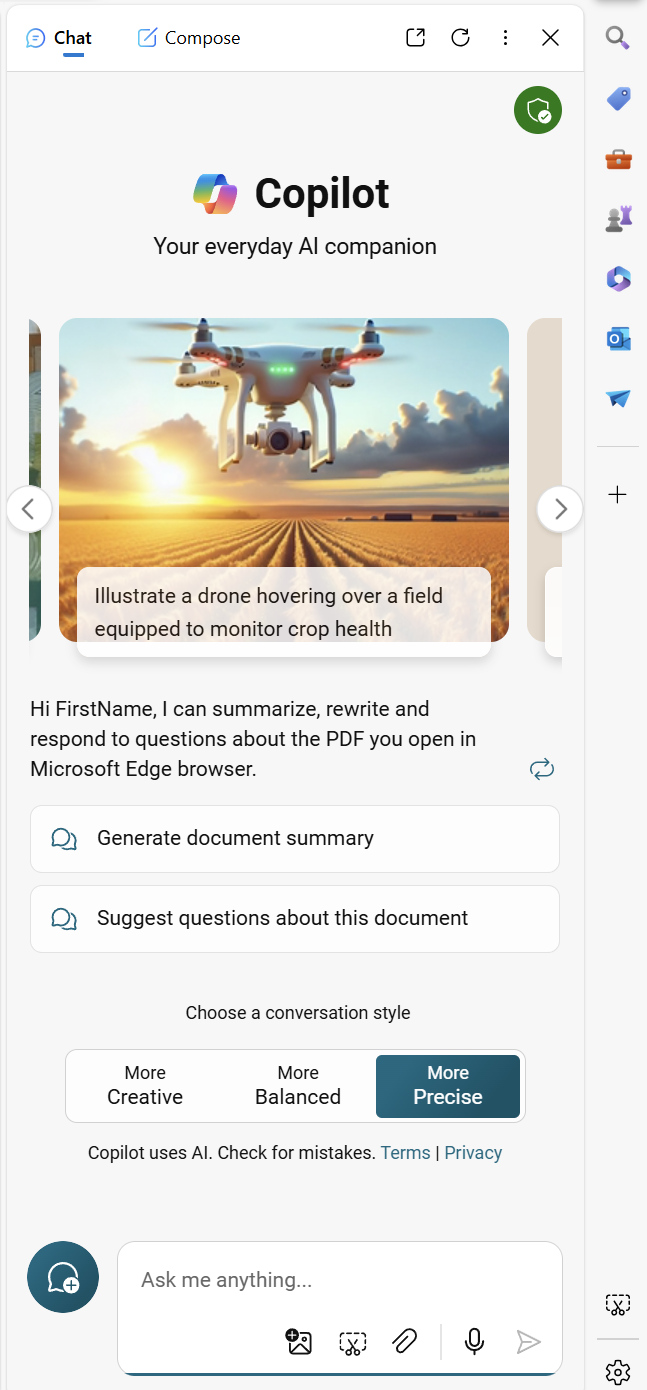 Chat
Compose
Copilot
Your everyday AI companion
Illustrate a drone hovering over a field
equipped to monitor crop health
Hi FirstName, I can summarize, rewrite and
respond to questions about the PDF you open in
Microsoft Edge browser.
Generate document summary
Suggest questions about this document
Choose a conversation style
More
Creative
More
Balanced
More
Precise
Copilot uses AI. Check for mistakes. Terms | Privacy
Ask me anything...